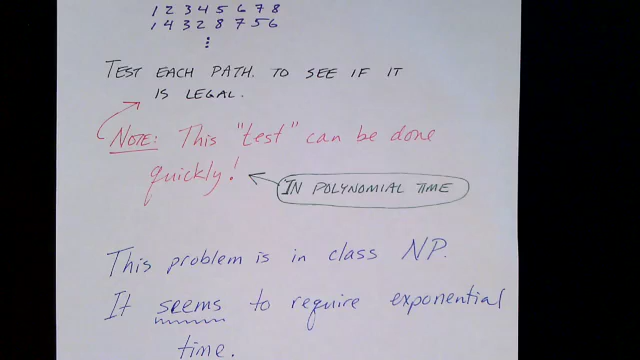 1 2 3 4 5 6 7 8
1 4 3 2 8 7 5 6
⋮
TEST EACH PATH. TO SEE IF IT
IS LEGAL.
NOTE: This "test" can be done
quickly!
IN POLYNOMIAL TIME
This problem is in class NP.
It seems to require exponential
time.